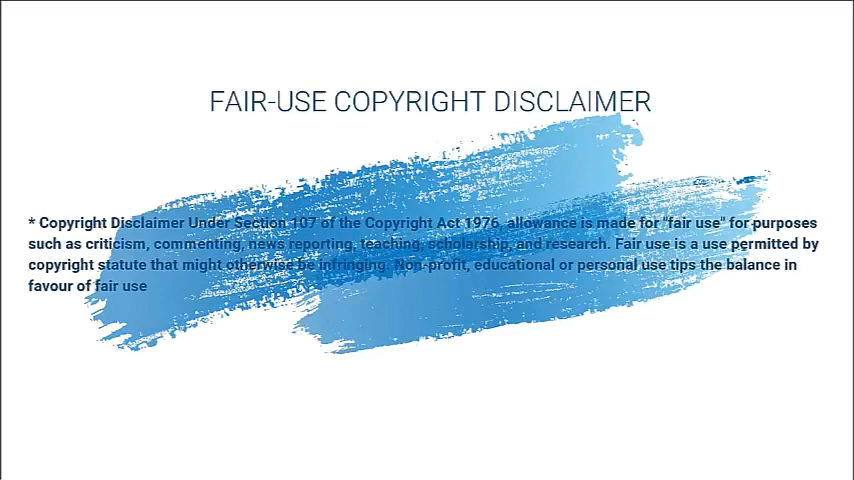 FAIR-USE COPYRIGHT DISCLAIMER
* Copyright Disclaimer Under Section 107 of the Copyright Act 1976, allowance is made for "fair use" for purposes
such as criticism, commenting, news reporting, teaching, scholarship, and research. Fair use is a use permitted by
copyright statute that might otherwise be infringing. Non-profit, educational or personal use tips the balance in
favour of fair use